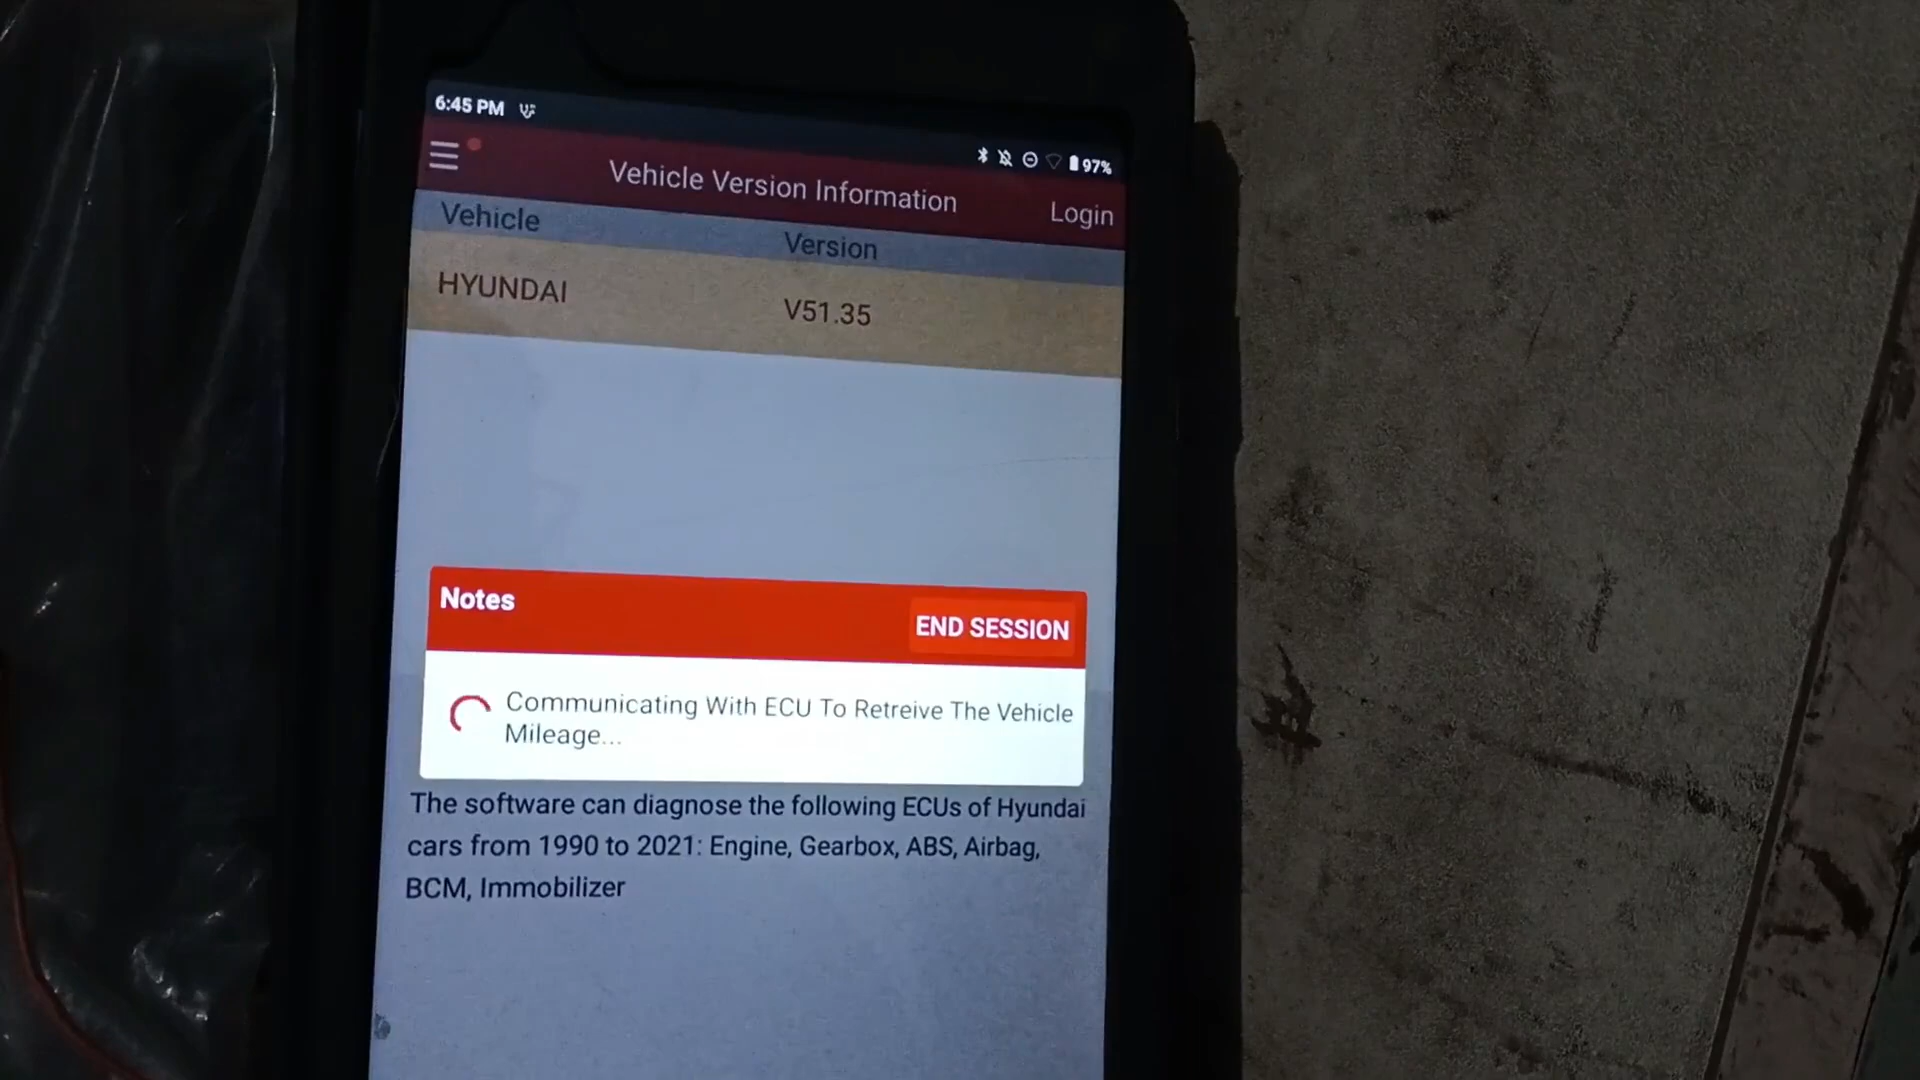 6:45 PM
97%
Vehicle Version Information
Login
Vehicle
Version
HYUNDAI
V51.35
Notes
END SESSION
Communicating With ECU To Retreive The Vehicle
Mileage...
The software can diagnose the following ECUs of Hyundai
cars from 1990 to 2021: Engine, Gearbox, ABS, Airbag,
BCM, Immobilizer